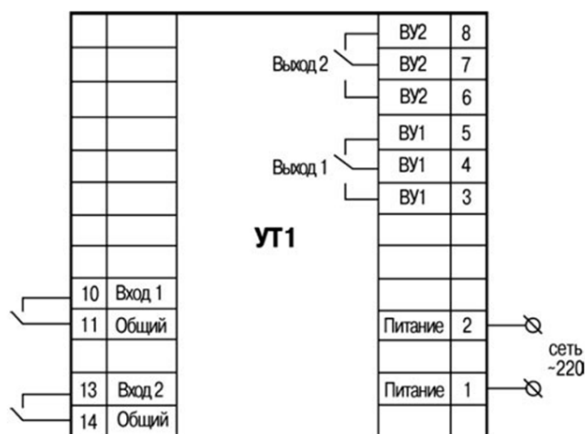 ВУ2 8
Выход 2 ВУ2 7
ВУ2 6
ВУ1 5
Выход 1 ВУ1 4
ВУ1 3
УТ1
10 Вход 1
11 Общий
Питание 2
сеть
~220
13 Вход 2
Питание 1
14 Общий